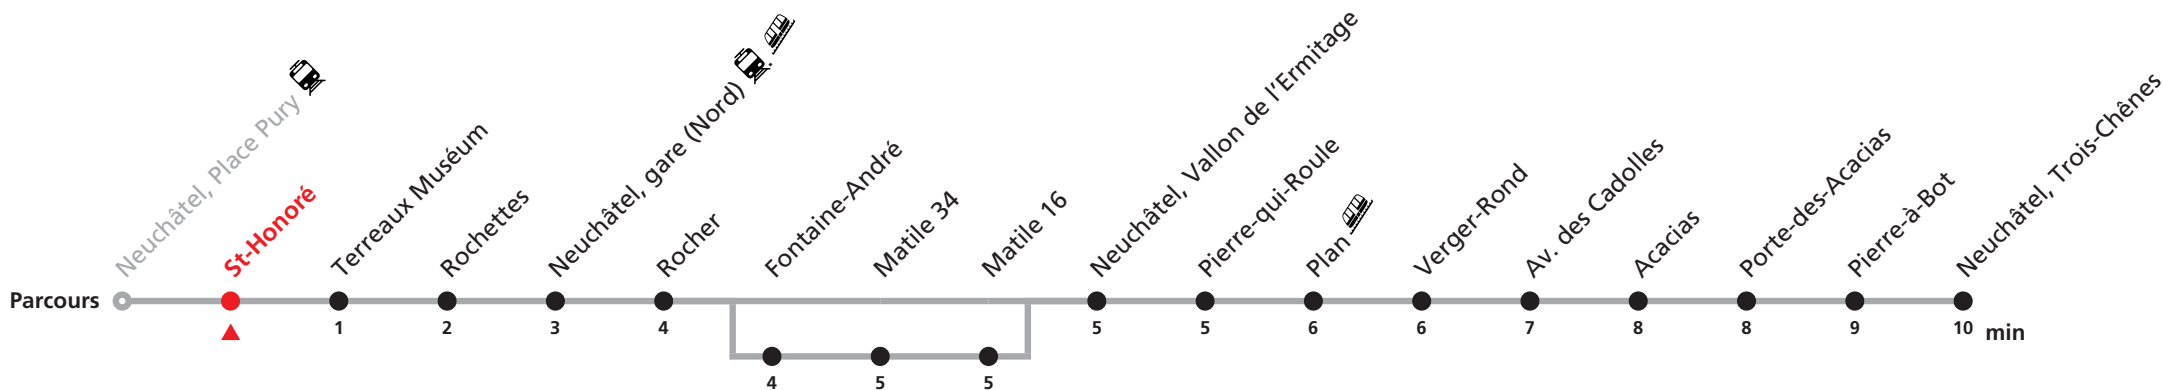 Neuchâtel, Place Pury
St-Honoré
Terreaux Muséum
Rochettes
Neuchâtel, gare (Nord)
Rocher
Fontaine-André
Matile 34
Matile 16
Neuchâtel, Vallon de l'Ermitage
Pierre-qui-Roule
Plan
Verger-Rond
Av. des Cadolles
Acacias
Porte-des-Acacias
Pierre-à-Bot
Neuchâtel, Trois-Chênes
Parcours
1 2 3 4 5 5 6 6 7 8 8 9 10 min
4 5 5